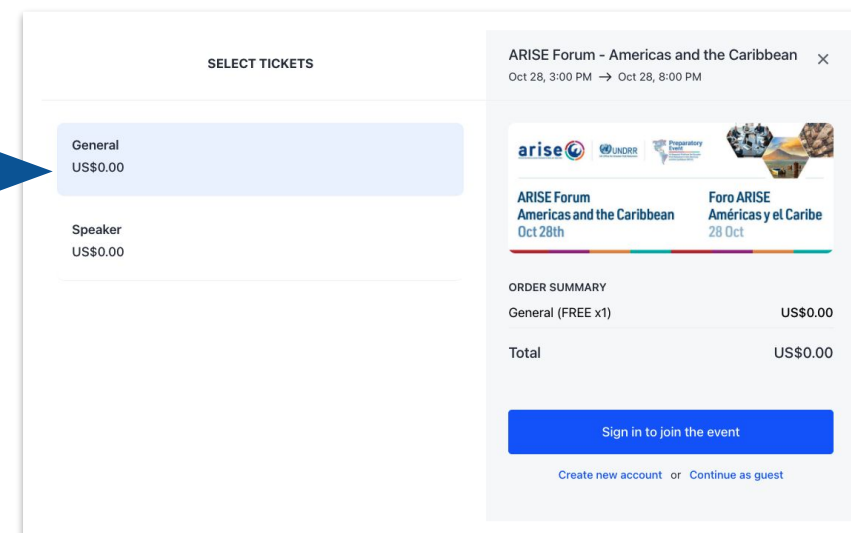 SELECT TICKETS
General
US$0.00
Speaker
US$0.00
ARISE Forum - Americas and the Caribbean ×
Oct 28, 3:00 PM → Oct 28, 8:00 PM
arise UNDRR Preparatory
Event
ARISE Forum
Americas and the Caribbean
Oct 28th
Foro ARISE
Américas y el Caribe
28 Oct
ORDER SUMMARY
General (FREE x1) US$0.00
Total US$0.00
Sign in to join the event
Create new account or Continue as guest